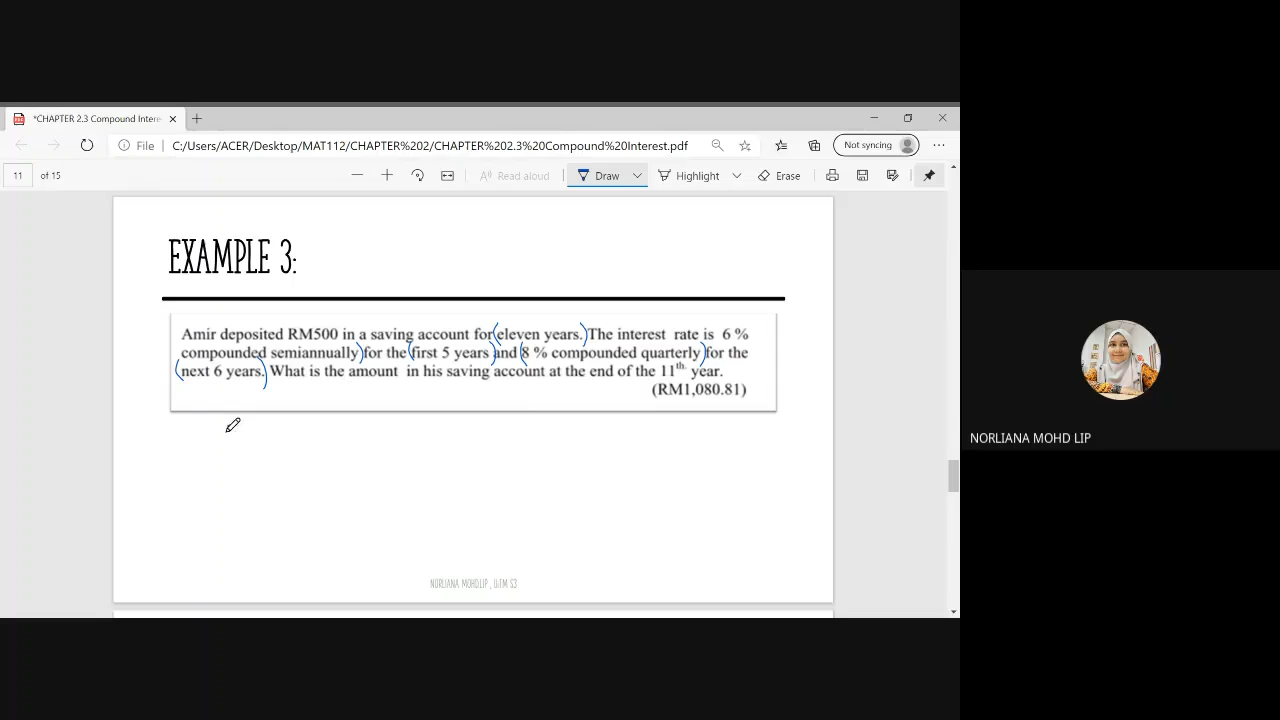 *CHAPTER 2.3 Compound Intere
File | C:/Users/ACER/Desktop/MAT112/CHAPTER%202/CHAPTER%202.3%20Compound%20Interest.pdf
Not syncing
11 of 15
Read aloud
Draw
Highlight
Erase
EXAMPLE 3:
Amir deposited RM500 in a saving account for eleven years. The interest rate is 6 %
compounded semiannually for the first 5 years and 8 % compounded quarterly for the
next 6 years. What is the amount in his saving account at the end of the 11th. year.
(RM1,080.81)
NORLIANA MOHD LIP , UiTM S3
NORLIANA MOHD LIP